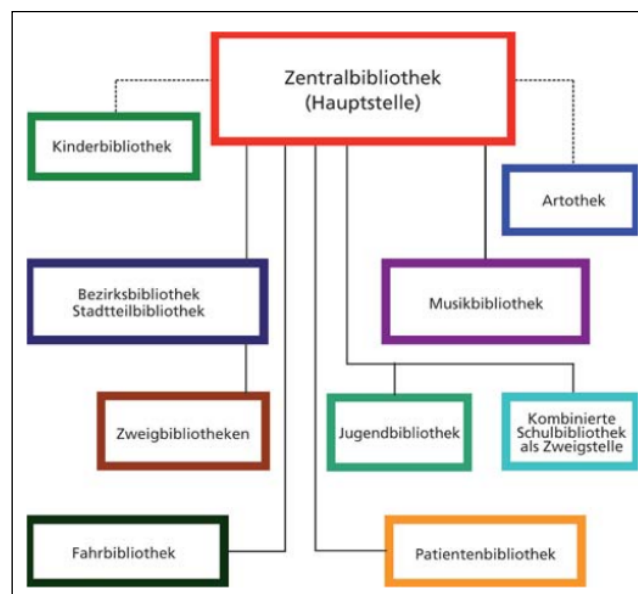 Zentralbibliothek
(Hauptstelle)
Kinderbibliothek
Artothek
Bezirksbibliothek
Stadtteilbibliothek
Musikbibliothek
Zweigbibliotheken
Jugendbibliothek
Kombinierte
Schulbibliothek
als Zweigstelle
Fahrbibliothek
Patientenbibliothek